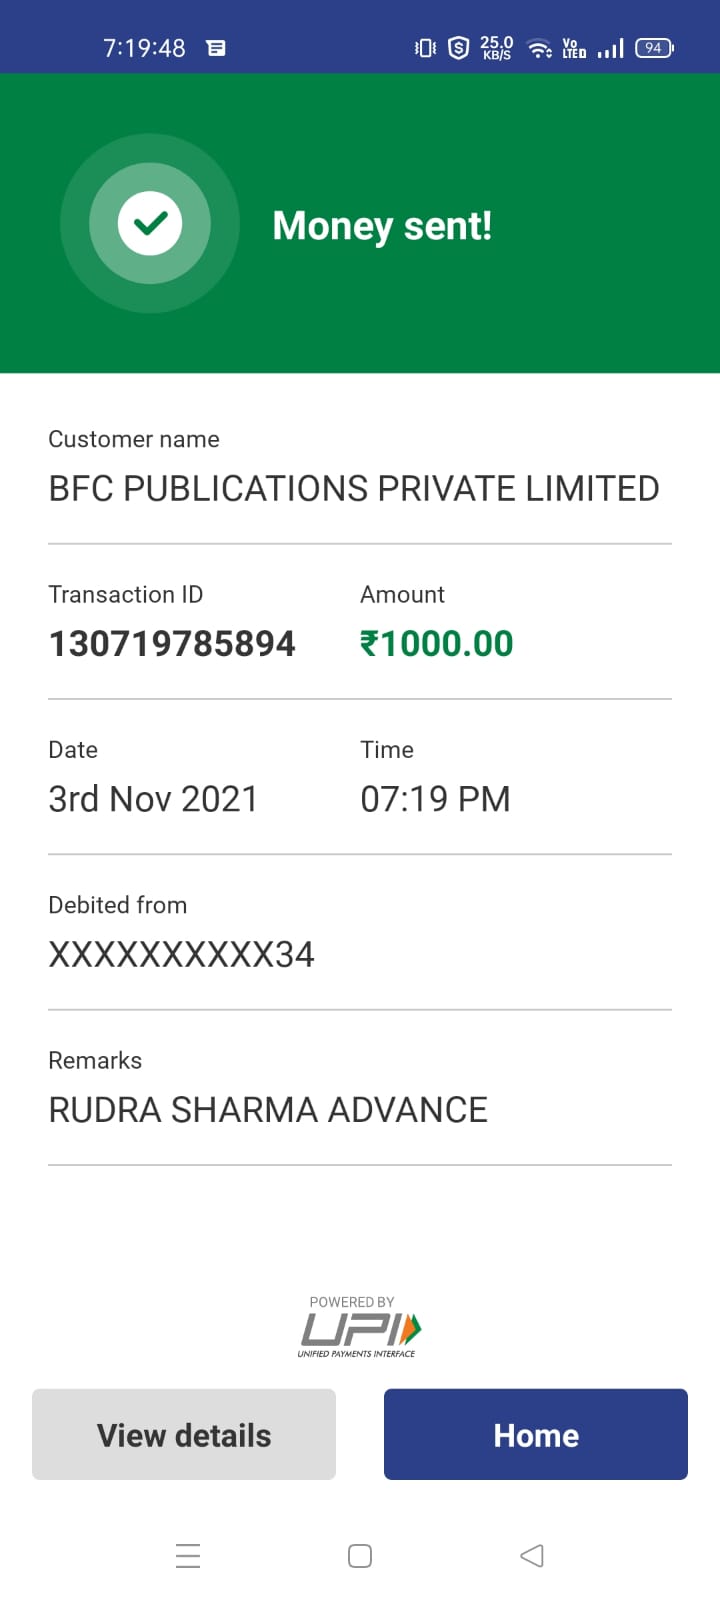 7:19:48 25.0 KB/S Vo LTE D 94
Money sent!
Customer name
BFC PUBLICATIONS PRIVATE LIMITED
Transaction ID Amount
130719785894 ₹1000.00
Date Time
3rd Nov 2021 07:19 PM
Debited from
XXXXXXXXXX34
Remarks
RUDRA SHARMA ADVANCE
POWERED BY
UPI
UNIFIED PAYMENTS INTERFACE
View details Home